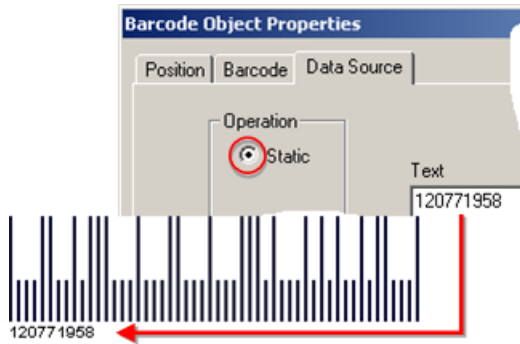 Barcode Object Properties
Position Barcode Data Source
Operation
Static
Text
120771958
120771958